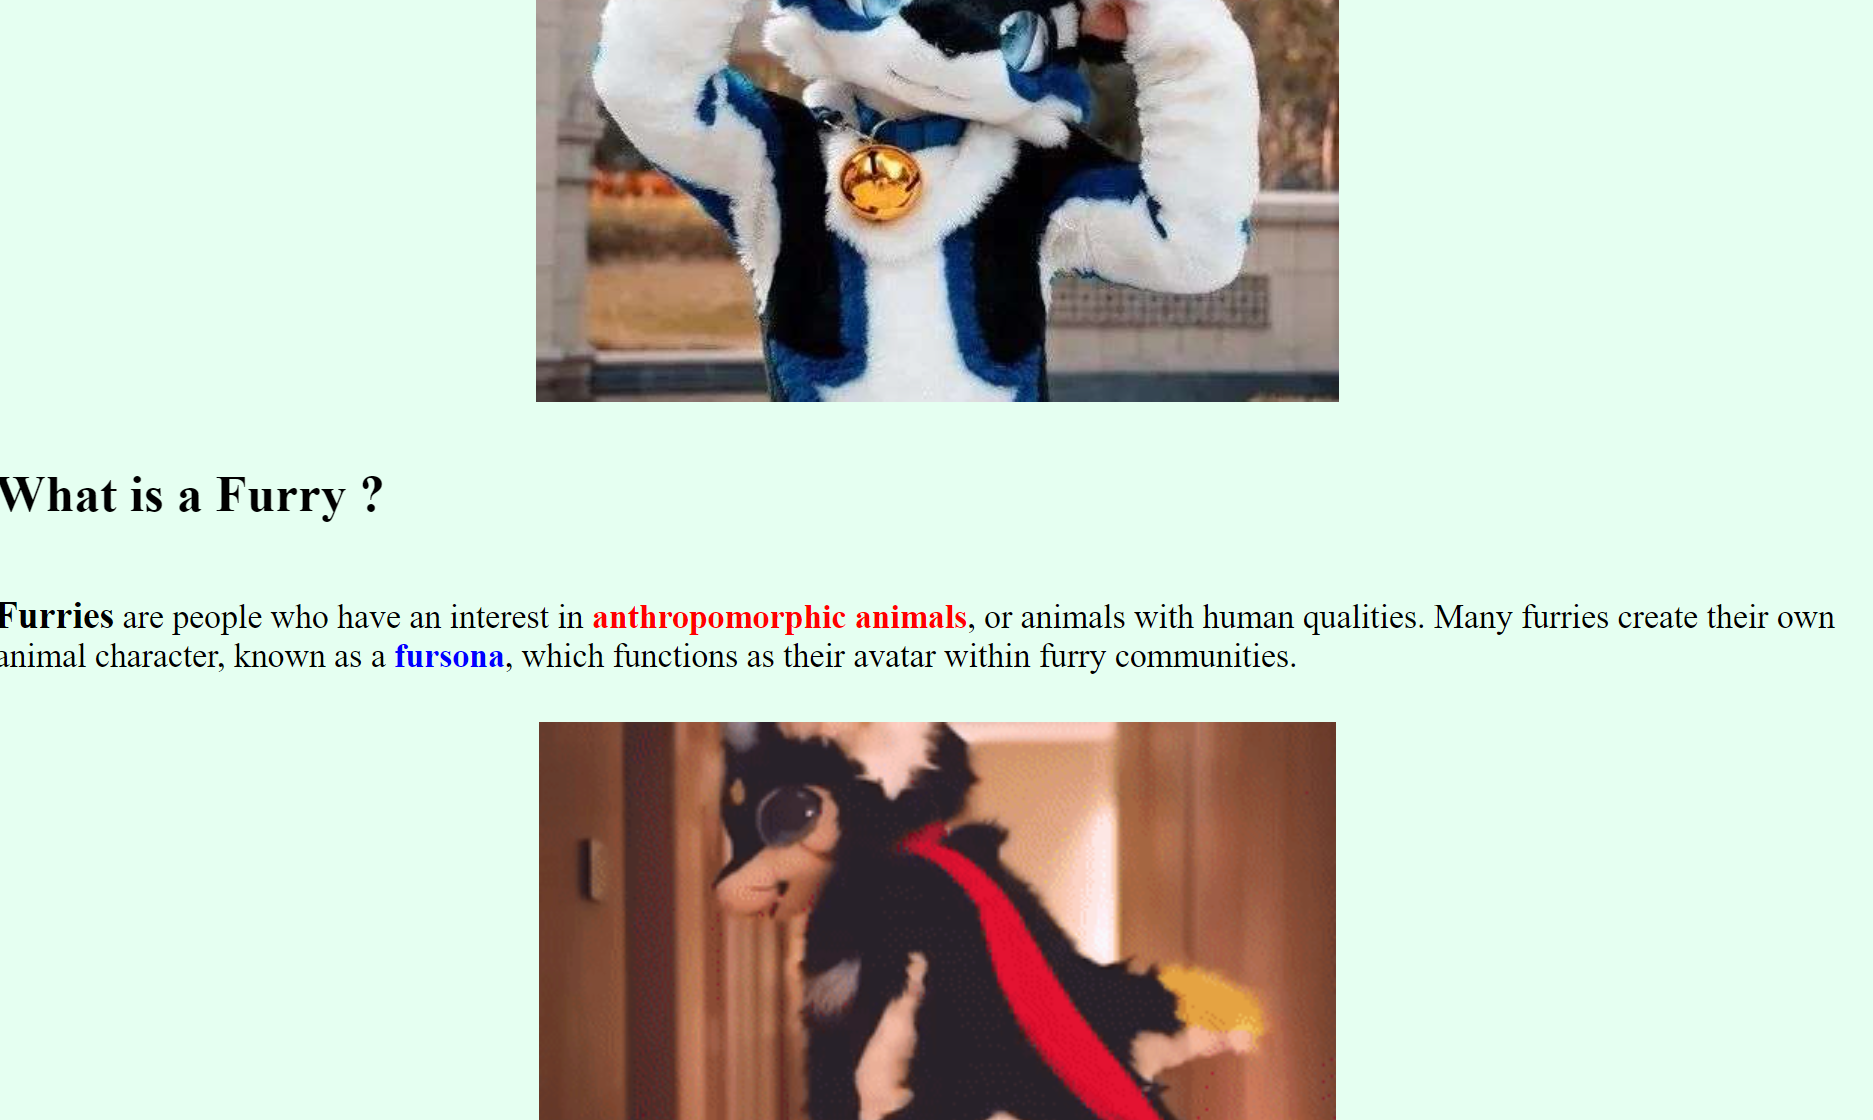 What is a Furry ?
Furries are people who have an interest in anthropomorphic animals, or animals with human qualities. Many furries create their own
animal character, known as a fursona, which functions as their avatar within furry communities.